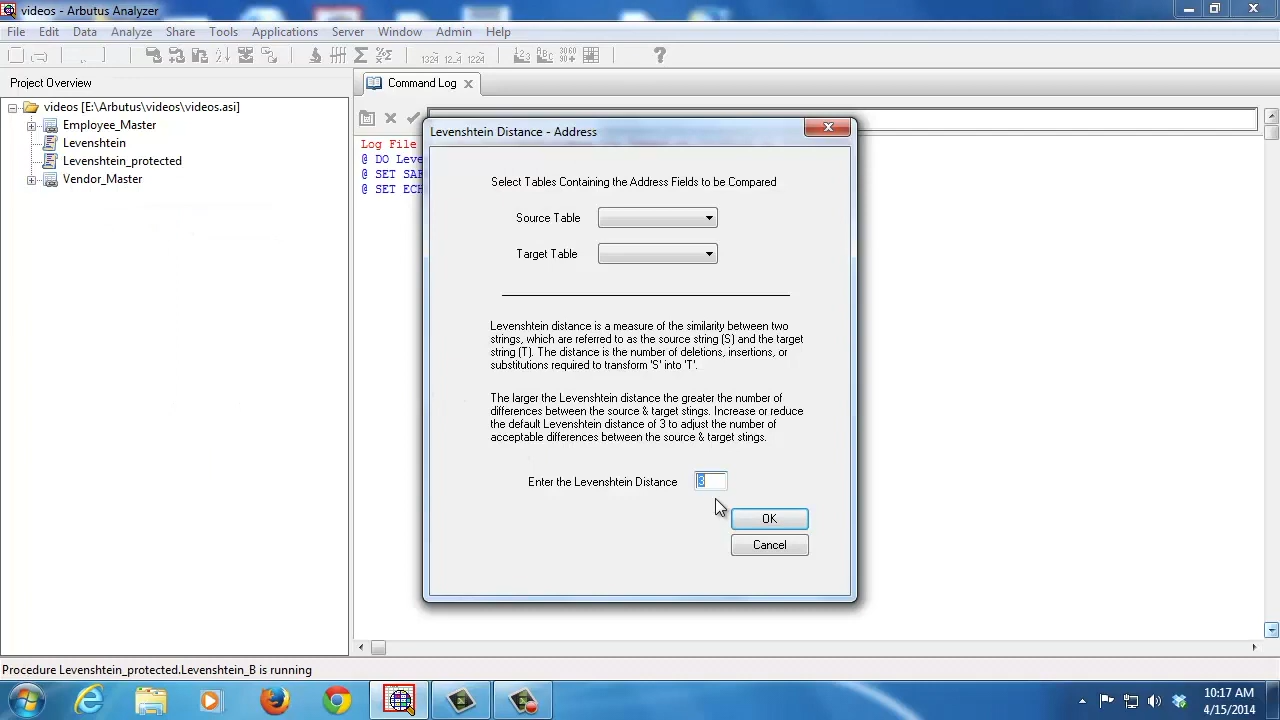 videos - Arbutus Analyzer
File Edit Data Analyze Share Tools Applications Server Window Admin Help
Project Overview
Command Log
videos [E:\Arbutus\videos\videos.asi]
Employee_Master
Levenshtein
Levenshtein_protected
Vendor_Master
Log File
@ DO Leve
@ SET SAF
@ SET ECH
Levenshtein Distance - Address
Select Tables Containing the Address Fields to be Compared
Source Table
Target Table
Levenshtein distance is a measure of the similarity between two
strings, which are referred to as the source string (S) and the target
string (T). The distance is the number of deletions, insertions, or
substitutions required to transform 'S' into 'T'.
The larger the Levenshtein distance the greater the number of
differences between the source & target stings. Increase or reduce
the default Levenshtein distance of 3 to adjust the number of
acceptable differences between the source & target stings.
Enter the Levenshtein Distance 3
OK
Cancel
Procedure Levenshtein_protected.Levenshtein_B is running
10:17 AM
4/15/2014